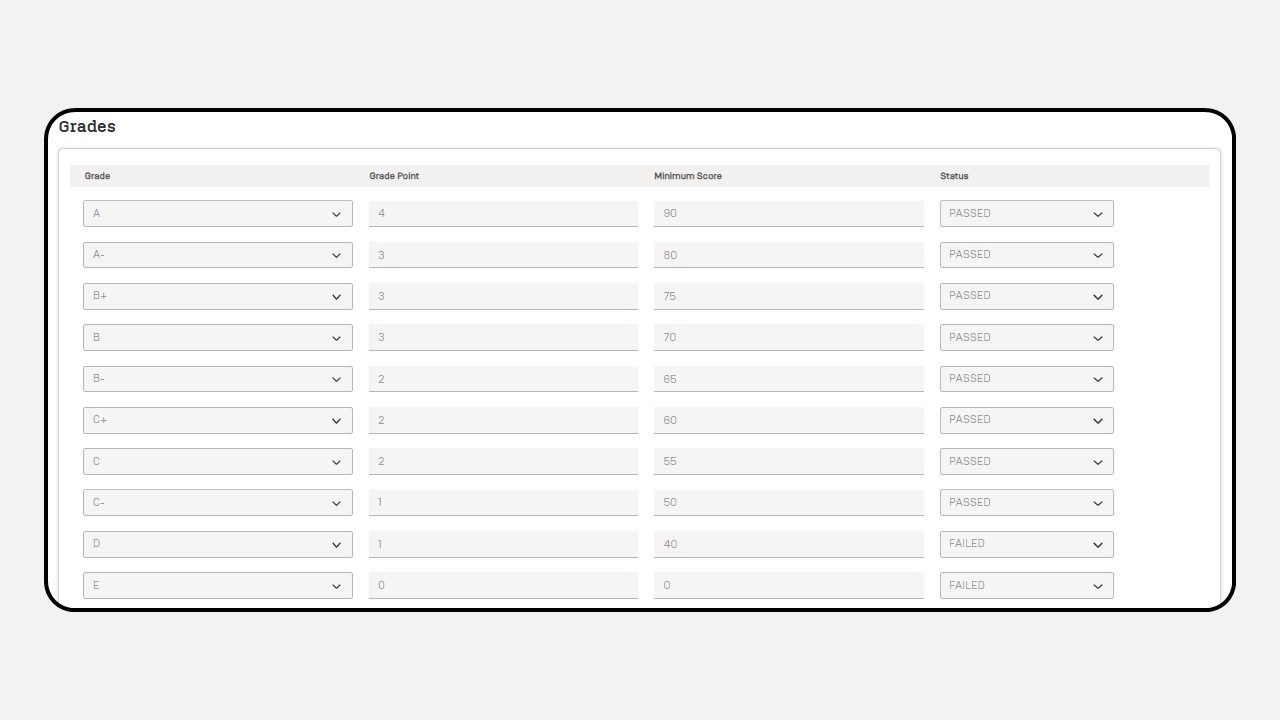 Grades
Grade Grade Point Minimum Score Status
A 4 90 PASSED
A- 3 80 PASSED
B+ 3 75 PASSED
B 3 70 PASSED
B- 2 65 PASSED
C+ 2 60 PASSED
C 2 55 PASSED
C- 1 50 PASSED
D 1 40 FAILED
E 0 0 FAILED